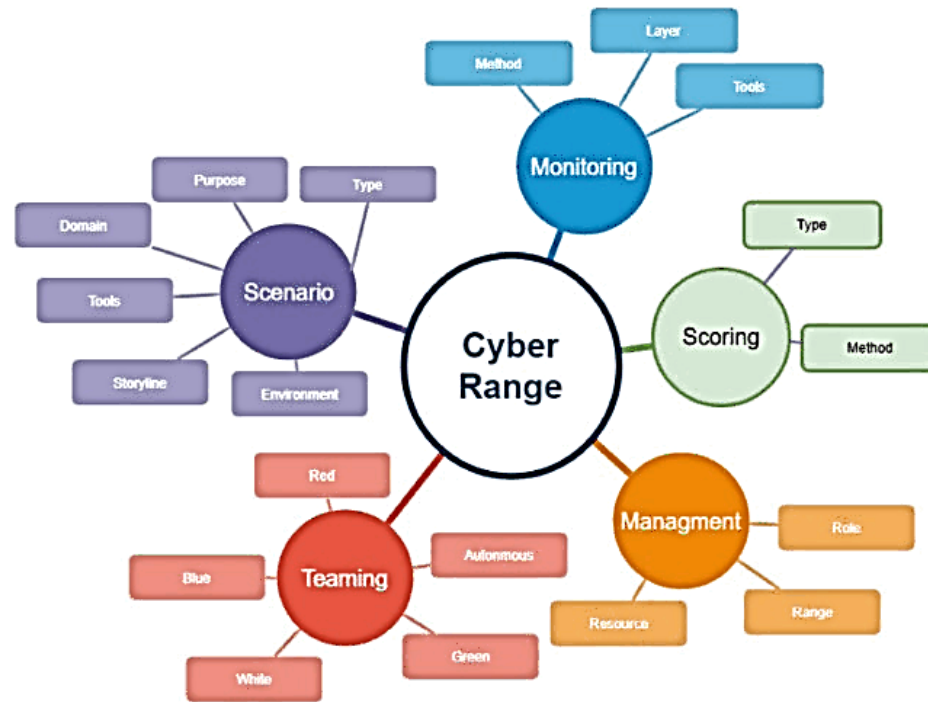 Layer
Method
Tools
Monitoring
Purpose
Type
Domain
Tools
Scenario
Storyline
Environment
Type
Scoring
Method
Cyber
Range
Red
Autonmous
Blue
Teaming
Green
White
Managment
Role
Range
Resource